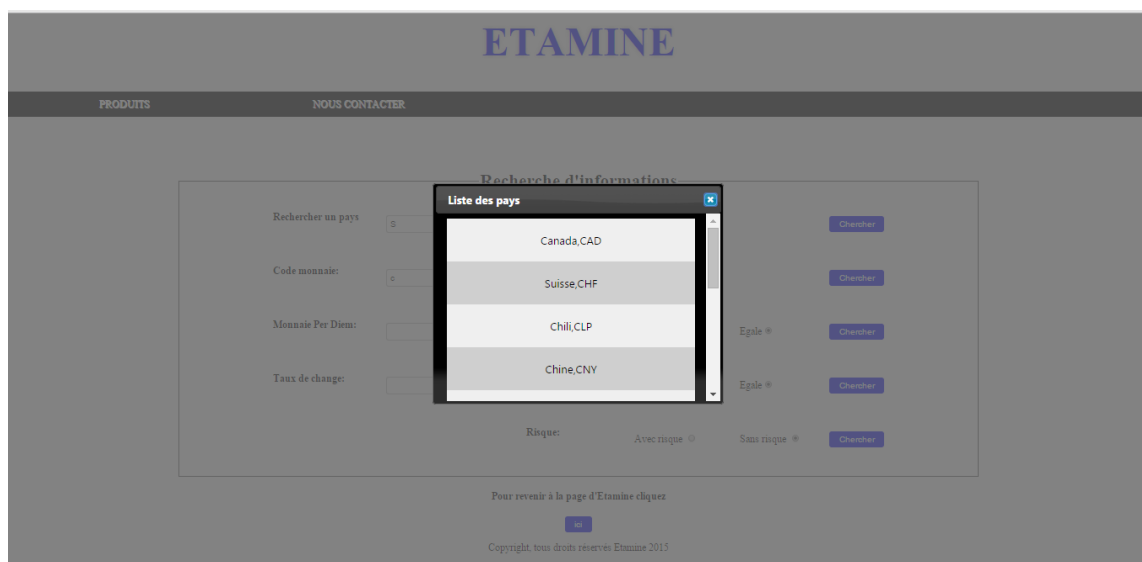 ETAMINE
PRODUITS NOUS CONTACTER
Recherche d'informations
Liste des pays
Rechercher un pays S Chercher
Canada,CAD
Code monnaie: c Chercher
Suisse,CHF
Monnaie Per Diem: Egale Chercher
Chili,CLP
Taux de change: Egale Chercher
Chine,CNY
Risque: Avec risque Sans risque Chercher
Pour revenir à la page d'Etamine cliquez
ici
Copyright, tous droits réservés Etamine 2015